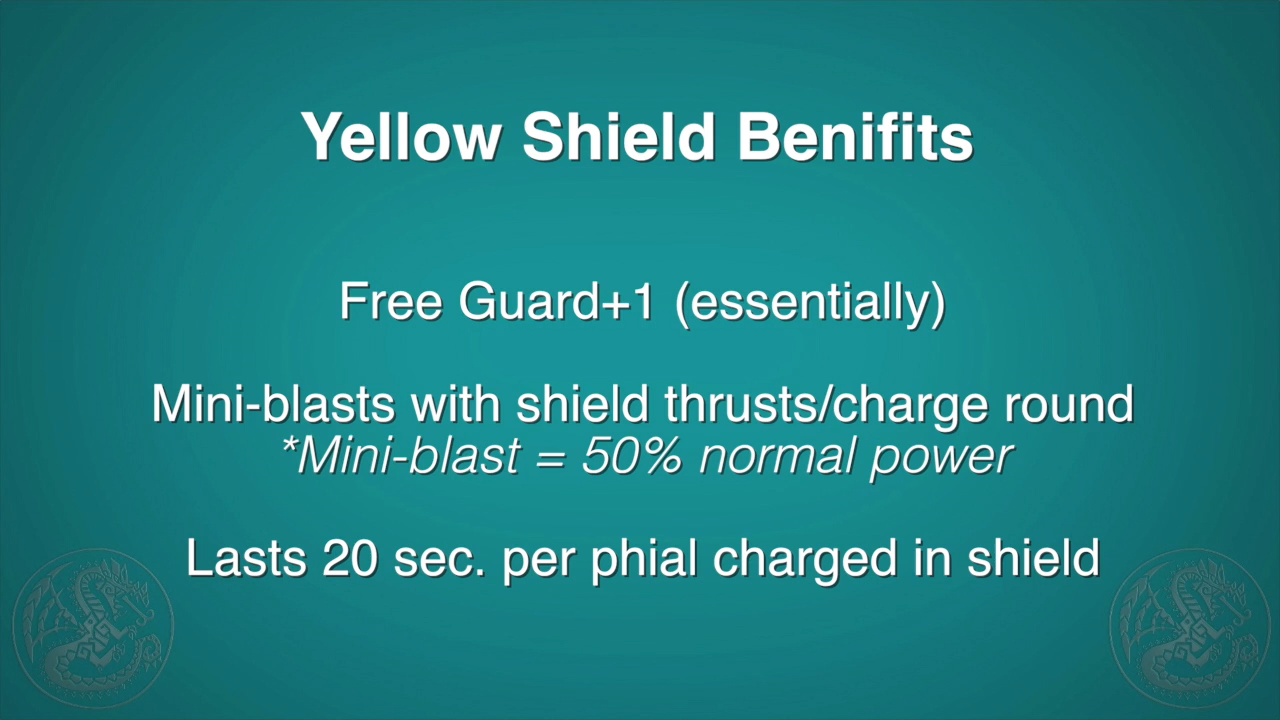 Yellow Shield Benifits
Free Guard+1 (essentially)
Mini-blasts with shield thrusts/charge round
*Mini-blast = 50% normal power
Lasts 20 sec. per phial charged in shield